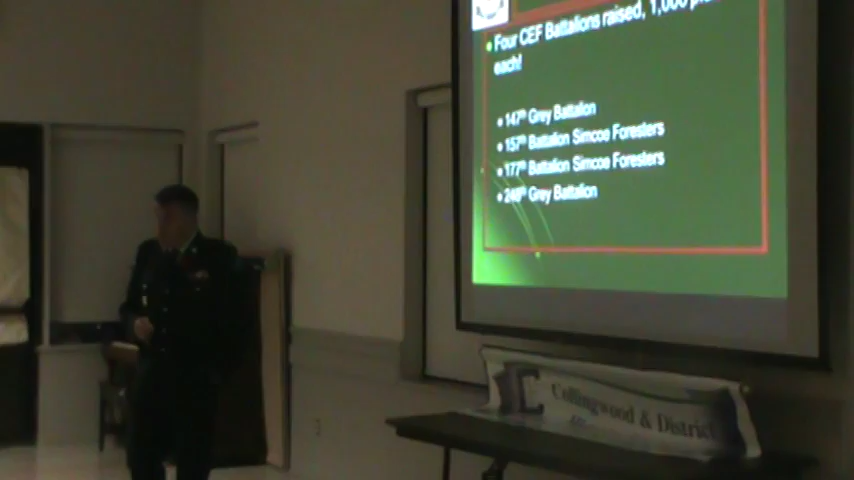 • Four CEF Battalions raised, 1,000
each!
• 147th Grey Battalion
• 157th Battalion Simcoe Foresters
• 177th Battalion Simcoe Foresters
• 248th Grey Battalion
Collingwood & District